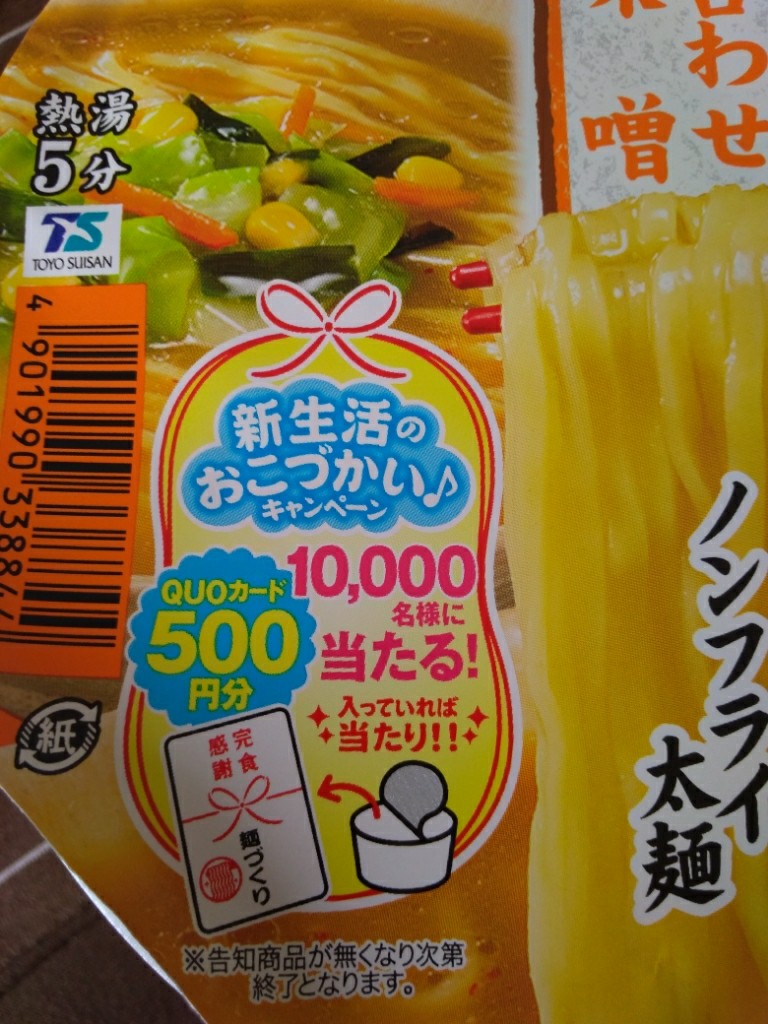 合わせ
味噌
熱湯
5分
TS
TOYO SUISAN
4 901990 33884
新生活の
おこづかい♪
キャンペーン
QUOカード
500
円分
10,000
名様に
当たる!
入っていれば
当たり!!
完食
感謝
麺づくり
紙
ノンフライ
太麺
※告知商品が無くなり次第
終了となります。